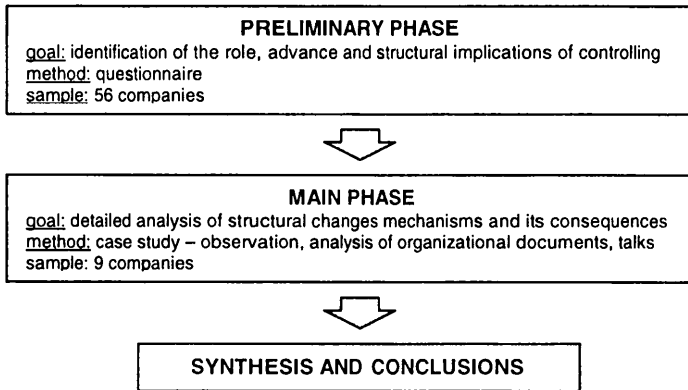 PRELIMINARY PHASE
goal: identification of the role, advance and structural implications of controlling
method: questionnaire
sample: 56 companies
MAIN PHASE
goal: detailed analysis of structural changes mechanisms and its consequences
method: case study – observation, analysis of organizational documents, talks
sample: 9 companies
SYNTHESIS AND CONCLUSIONS